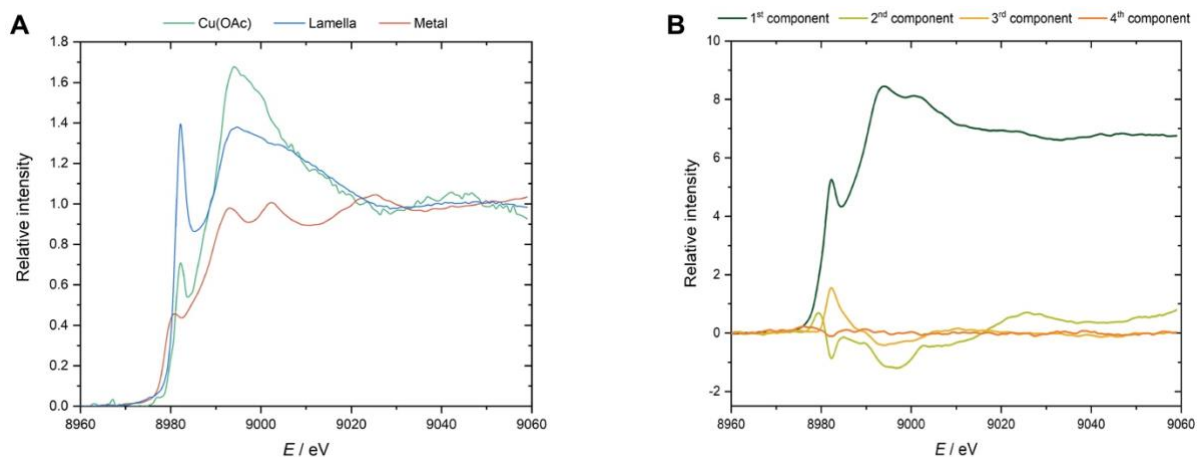 A
Cu(OAc) Lamella Metal
Relative intensity
1.8
1.6
1.4
1.2
1.0
0.8
0.6
0.4
0.2
0.0
8960 8980 9000 9020 9040 9060
E / eV
B
1st component 2nd component 3rd component 4th component
Relative intensity
10
8
6
4
2
0
-2
8960 8980 9000 9020 9040 9060
E / eV